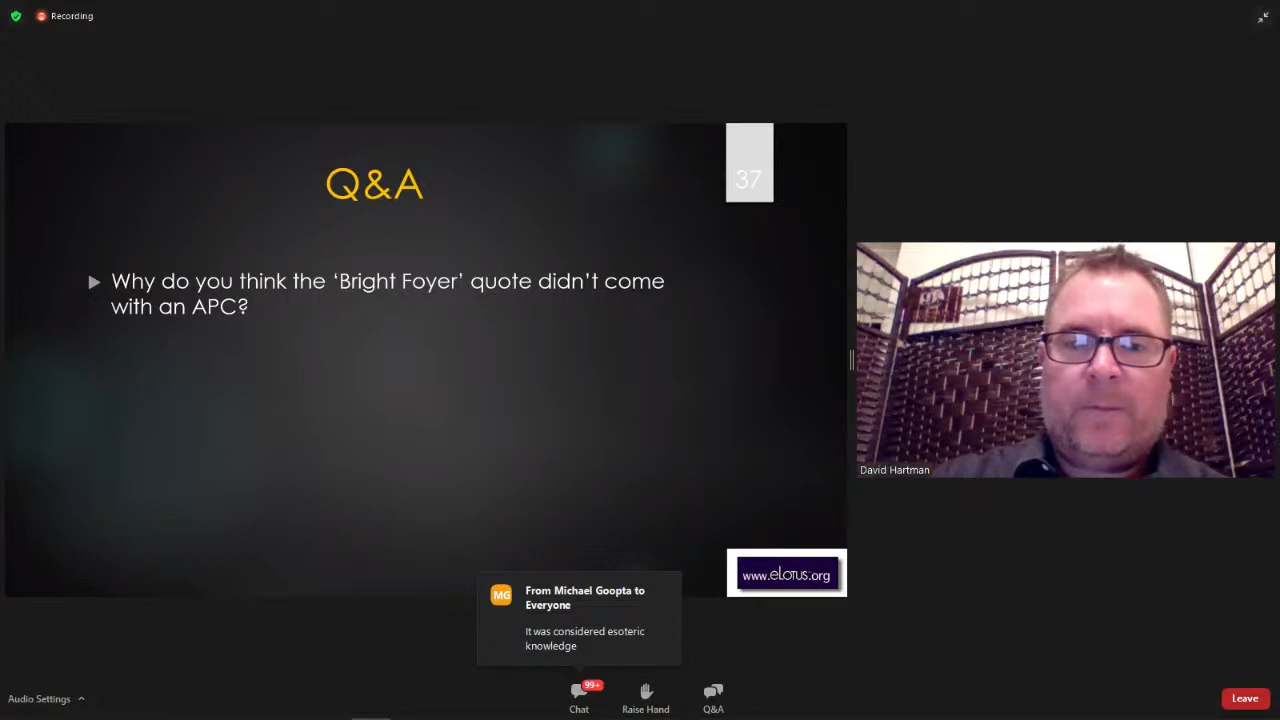 Recording
Q&A
37
Why do you think the ‘Bright Foyer’ quote didn’t come
with an APC?
David Hartman
www.eLOTUS.org
MG
From Michael Goopta to
Everyone
It was considered esoteric
knowledge
Audio Settings
99+
Chat
Raise Hand
Q&A
Leave